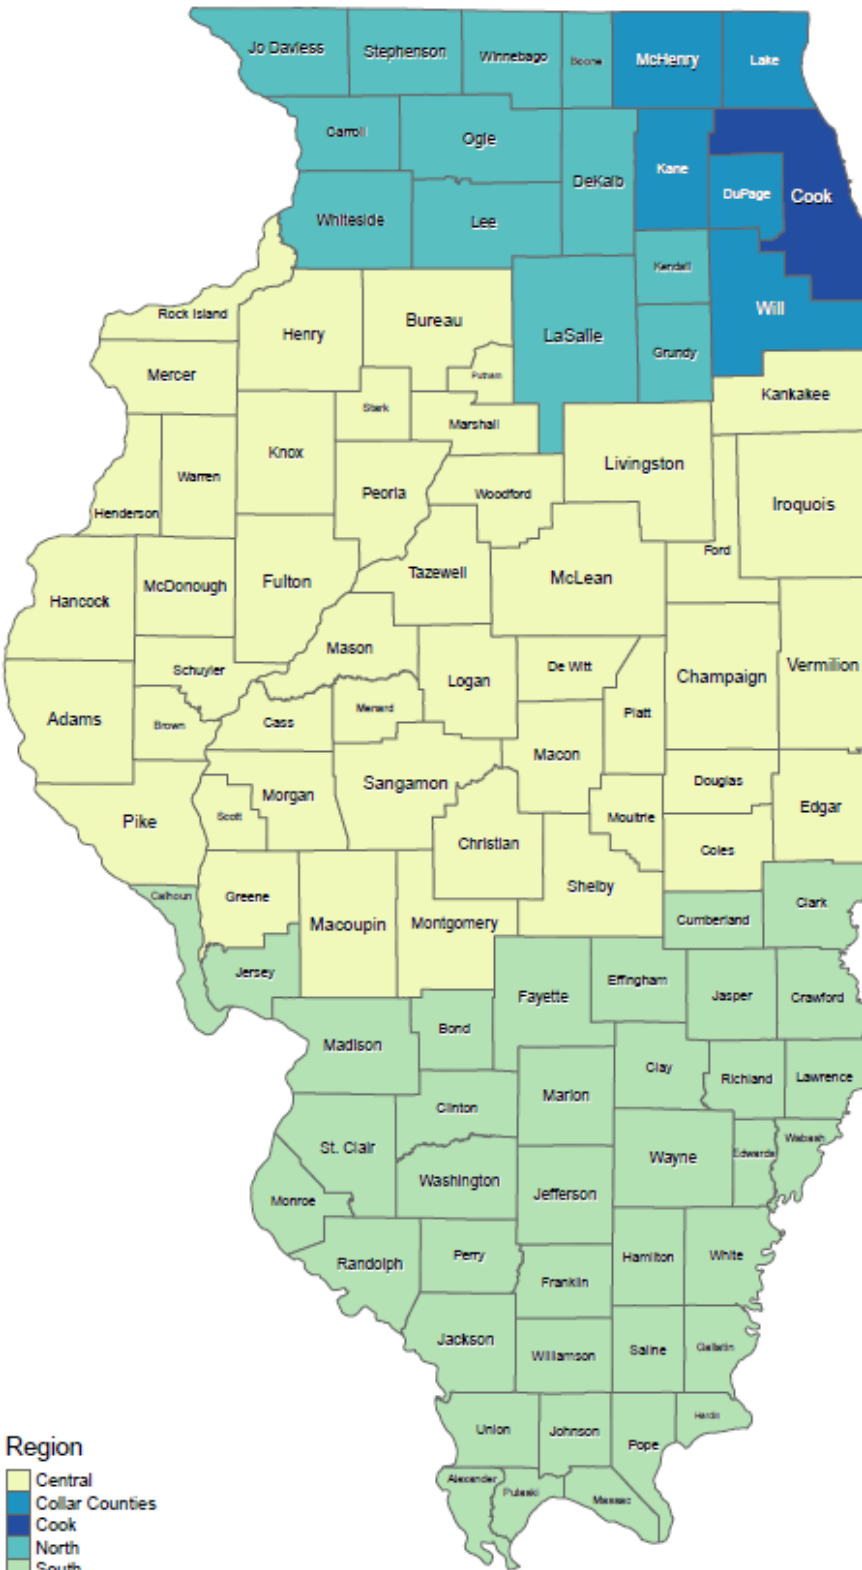 Jo Daviess
Stephenson
Winnebago
Boone
McHenry
Lake
Carroll
Ogle
DeKalb
Kane
DuPage
Cook
Whiteside
Lee
Kendall
Rock Island
Henry
Bureau
LaSalle
Grundy
Will
Mercer
Putnam
Kankakee
Stark
Marshall
Knox
Warren
Henderson
Peoria
Woodford
Livingston
Iroquois
Ford
Hancock
McDonough
Fulton
Tazewell
McLean
Schuyler
Mason
Logan
De Witt
Champaign
Vermilion
Adams
Brown
Cass
Menard
Piatt
Macon
Pike
Scott
Morgan
Sangamon
Christian
Moultrie
Douglas
Edgar
Coles
Shelby
Calhoun
Greene
Macoupin
Montgomery
Cumberland
Clark
Jersey
Fayette
Effingham
Jasper
Crawford
Madison
Bond
Clay
Richland
Lawrence
Marion
Clinton
St. Clair
Washington
Wayne
Edwards
Wabash
Monroe
Jefferson
Randolph
Perry
Hamilton
White
Franklin
Jackson
Williamson
Saline
Gallatin
Union
Johnson
Pope
Hardin
Alexander
Pulaski
Massac
Region
Central
Collar Counties
Cook
North
South